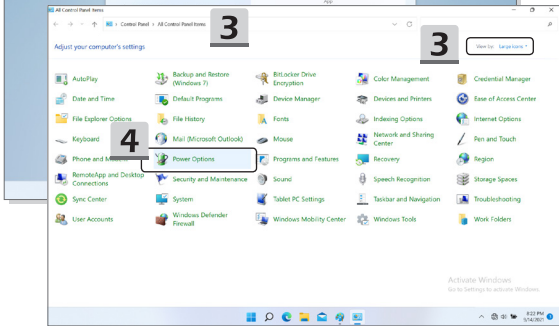 App
All Control Panel Items
Control Panel > All Control Panel Items
3
3
Adjust your computer's settings
View by: Large icons
AutoPlay
Backup and Restore (Windows 7)
BitLocker Drive Encryption
Color Management
Credential Manager
Date and Time
Default Programs
Device Manager
Devices and Printers
Ease of Access Center
File Explorer Options
File History
Fonts
Indexing Options
Internet Options
Keyboard
4
Mail (Microsoft Outlook)
Mouse
Network and Sharing Center
Pen and Touch
Phone and
Power Options
Programs and Features
Recovery
Region
RemoteApp and Desktop Connections
Security and Maintenance
Sound
Speech Recognition
Storage Spaces
Sync Center
System
Tablet PC Settings
Taskbar and Navigation
Troubleshooting
User Accounts
Windows Defender Firewall
Windows Mobility Center
Windows Tools
Work Folders
Activate Windows
Go to Settings to activate Windows.
8:22 PM
5/14/2021